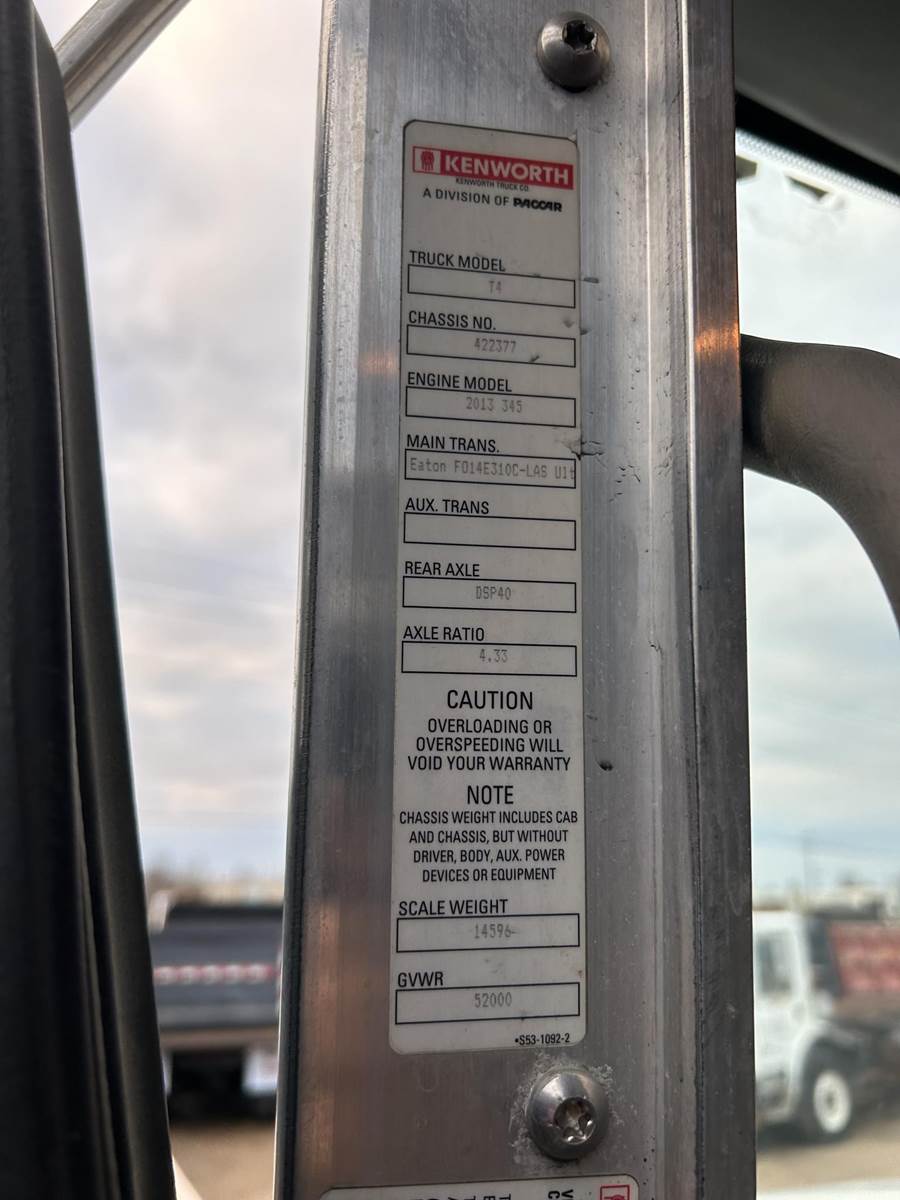 KENWORTH
KENWORTH TRUCK CO.
A DIVISION OF PACCAR
TRUCK MODEL
T4
CHASSIS NO.
422377
ENGINE MODEL
2013 345
MAIN TRANS.
Eaton FO14E310C-LAS Ult
AUX. TRANS
REAR AXLE
DSP40
AXLE RATIO
4.33
CAUTION
OVERLOADING OR
OVERSPEEDING WILL
VOID YOUR WARRANTY
NOTE
CHASSIS WEIGHT INCLUDES CAB
AND CHASSIS, BUT WITHOUT
DRIVER, BODY, AUX. POWER
DEVICES OR EQUIPMENT
SCALE WEIGHT
14596
GVWR
52000
•S53-1092-2